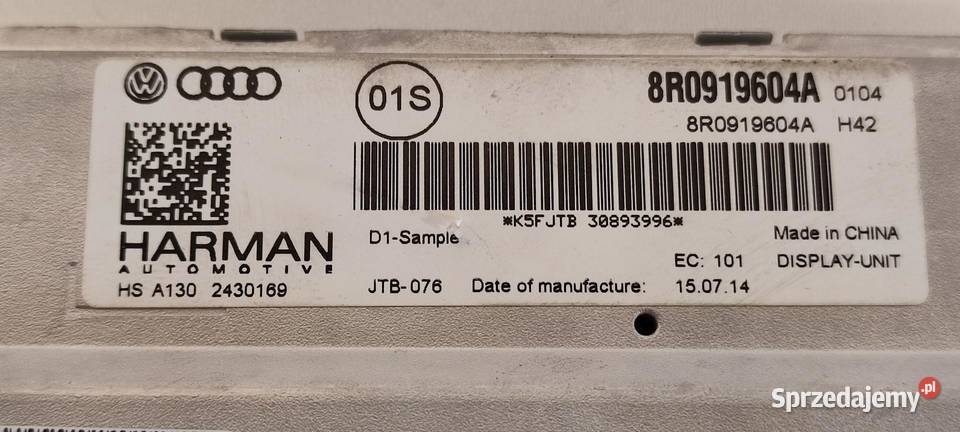 01S
8R0919604A 0104
8R0919604A H42
*K5FJTB 30893996*
HARMAN
AUTOMOTIVE
D1-Sample
Made in CHINA
EC: 101 DISPLAY-UNIT
HS A130 2430169 JTB-076 Date of manufacture: 15.07.14
Sprzedajemy.pl